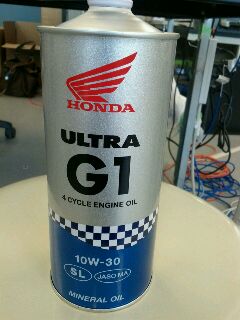 HONDA
ULTRA
G1
4 CYCLE ENGINE OIL
10W-30
SL JASO MA
MINERAL OIL